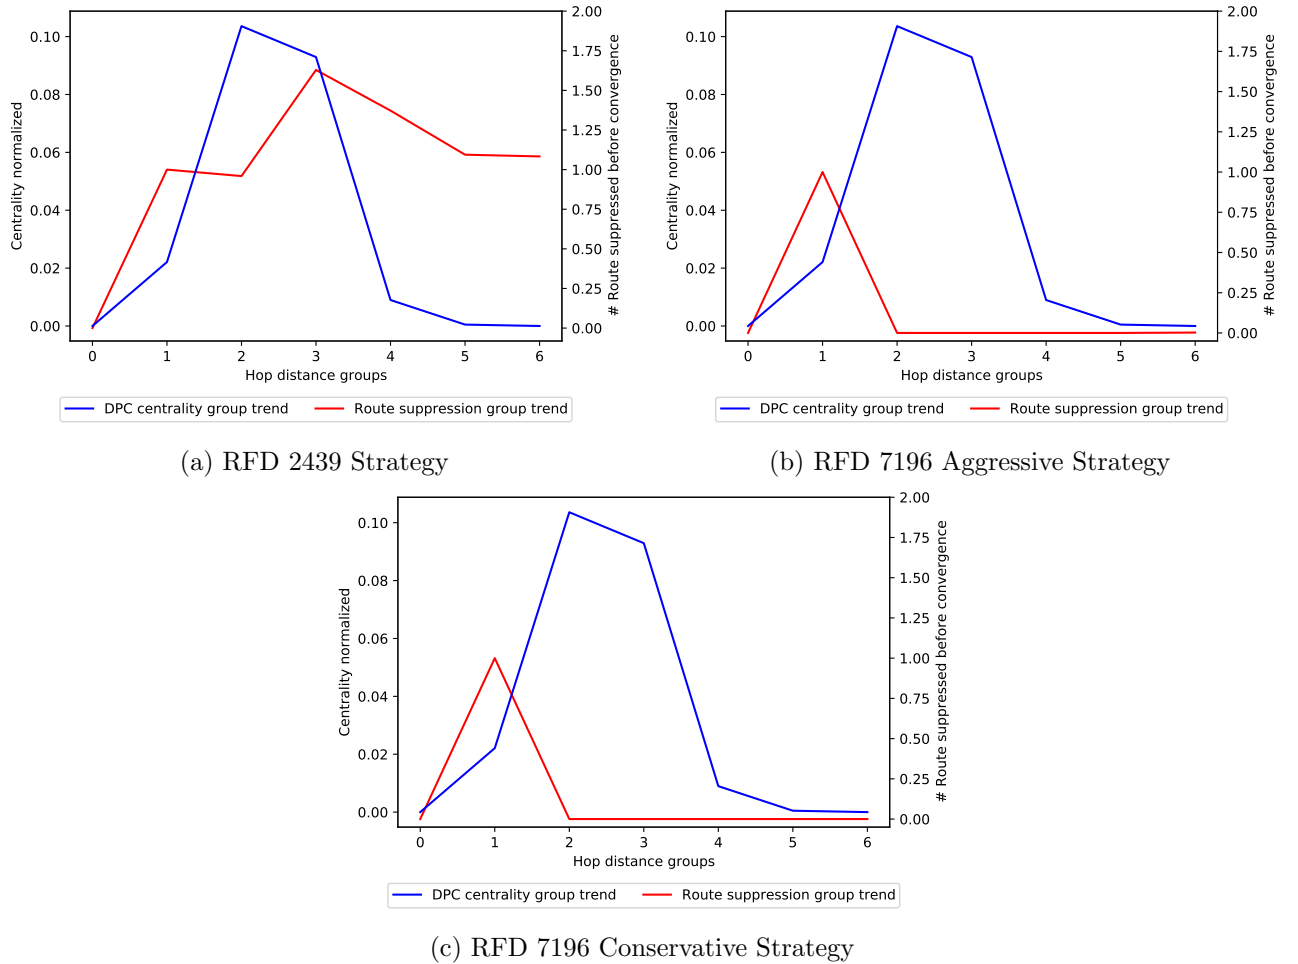 0.10
0.08
0.06
0.04
0.02
0.00
Centrality normalized
2.00
1.75
1.50
1.25
1.00
0.75
0.50
0.25
0.00
# Route suppressed before convergence
0 1 2 3 4 5 6
Hop distance groups
DPC centrality group trend Route suppression group trend
(a) RFD 2439 Strategy
0.10
0.08
0.06
0.04
0.02
0.00
Centrality normalized
2.00
1.75
1.50
1.25
1.00
0.75
0.50
0.25
0.00
# Route suppressed before convergence
0 1 2 3 4 5 6
Hop distance groups
DPC centrality group trend Route suppression group trend
(b) RFD 7196 Aggressive Strategy
0.10
0.08
0.06
0.04
0.02
0.00
Centrality normalized
2.00
1.75
1.50
1.25
1.00
0.75
0.50
0.25
0.00
# Route suppressed before convergence
0 1 2 3 4 5 6
Hop distance groups
DPC centrality group trend Route suppression group trend
(c) RFD 7196 Conservative Strategy